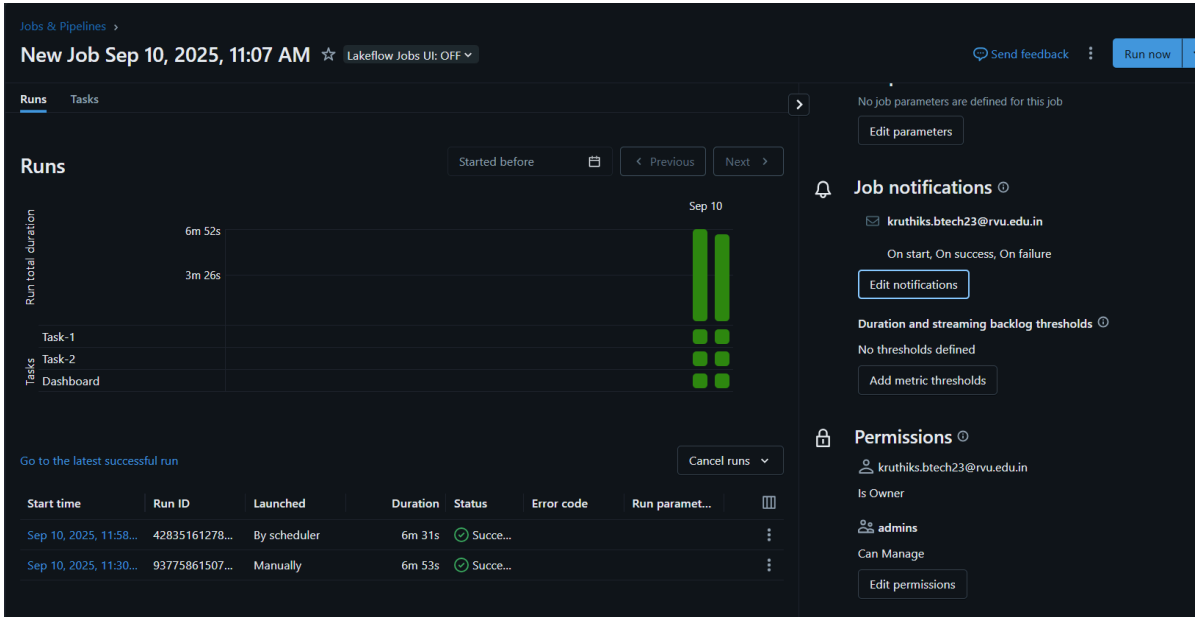 Jobs & Pipelines >
New Job Sep 10, 2025, 11:07 AM Lakeflow Jobs UI: OFF
Send feedback
Run now
Runs Tasks
Runs
Started before
Previous
Next
Sep 10
Run total duration
6m 52s
3m 26s
Tasks
Task-1
Task-2
Dashboard
Go to the latest successful run
Cancel runs
Start time Run ID Launched Duration Status Error code Run paramet...
Sep 10, 2025, 11:58... 42835161278... By scheduler 6m 31s Succe...
Sep 10, 2025, 11:30... 93775861507... Manually 6m 53s Succe...
No job parameters are defined for this job
Edit parameters
Job notifications
kruthiks.btech23@rvu.edu.in
On start, On success, On failure
Edit notifications
Duration and streaming backlog thresholds
No thresholds defined
Add metric thresholds
Permissions
kruthiks.btech23@rvu.edu.in
Is Owner
admins
Can Manage
Edit permissions